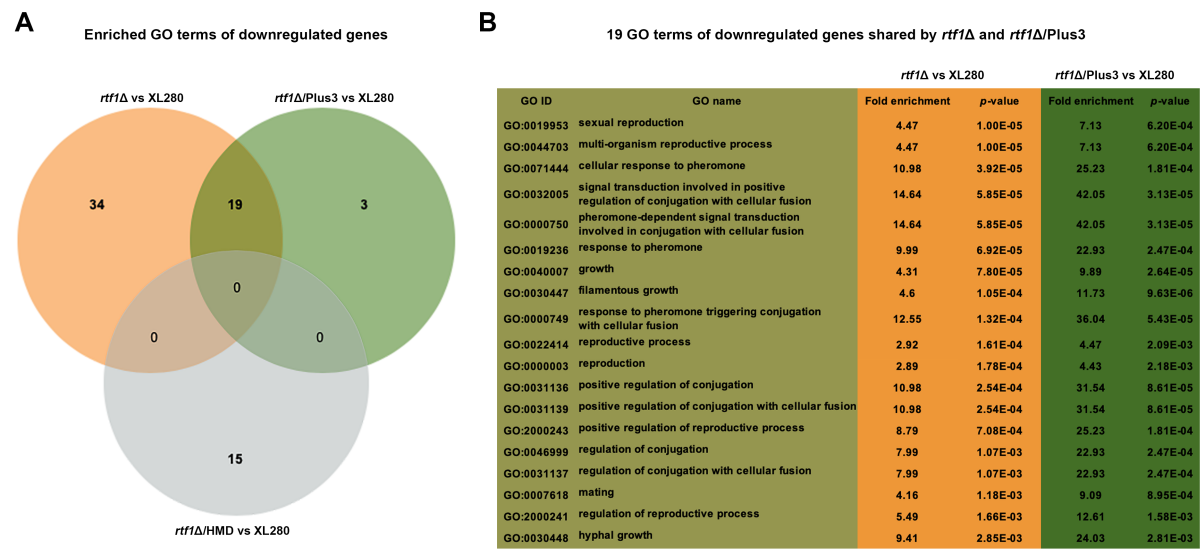 A
Enriched GO terms of downregulated genes
rtf1Δ vs XL280
rtf1Δ/Plus3 vs XL280
34
19
3
0
0
0
15
rtf1Δ/HMD vs XL280
B
19 GO terms of downregulated genes shared by rtf1Δ and rtf1Δ/Plus3
rtf1Δ vs XL280 rtf1Δ/Plus3 vs XL280
GO ID GO name Fold enrichment p-value Fold enrichment p-value
GO:0019953 sexual reproduction 4.47 1.00E-05 7.13 6.20E-04
GO:0044703 multi-organism reproductive process 4.47 1.00E-05 7.13 6.20E-04
GO:0071444 cellular response to pheromone 10.98 3.92E-05 25.23 1.81E-04
GO:0032005 signal transduction involved in positive
regulation of conjugation with cellular fusion 14.64 5.85E-05 42.05 3.13E-05
GO:0000750 pheromone-dependent signal transduction
involved in conjugation with cellular fusion 14.64 5.85E-05 42.05 3.13E-05
GO:0019236 response to pheromone 9.99 6.92E-05 22.93 2.47E-04
GO:0040007 growth 4.31 7.80E-05 9.89 2.64E-05
GO:0030447 filamentous growth 4.6 1.05E-04 11.73 9.63E-06
GO:0000749 response to pheromone triggering conjugation
with cellular fusion 12.55 1.32E-04 36.04 5.43E-05
GO:0022414 reproductive process 2.92 1.61E-04 4.47 2.09E-03
GO:0000003 reproduction 2.89 1.78E-04 4.43 2.18E-03
GO:0031136 positive regulation of conjugation 10.98 2.54E-04 31.54 8.61E-05
GO:0031139 positive regulation of conjugation with cellular fusion 10.98 2.54E-04 31.54 8.61E-05
GO:2000243 positive regulation of reproductive process 8.79 7.08E-04 25.23 1.81E-04
GO:0046999 regulation of conjugation 7.99 1.07E-03 22.93 2.47E-04
GO:0031137 regulation of conjugation with cellular fusion 7.99 1.07E-03 22.93 2.47E-04
GO:0007618 mating 4.16 1.18E-03 9.09 8.95E-04
GO:2000241 regulation of reproductive process 5.49 1.66E-03 12.61 1.58E-03
GO:0030448 hyphal growth 9.41 2.85E-03 24.03 2.81E-03